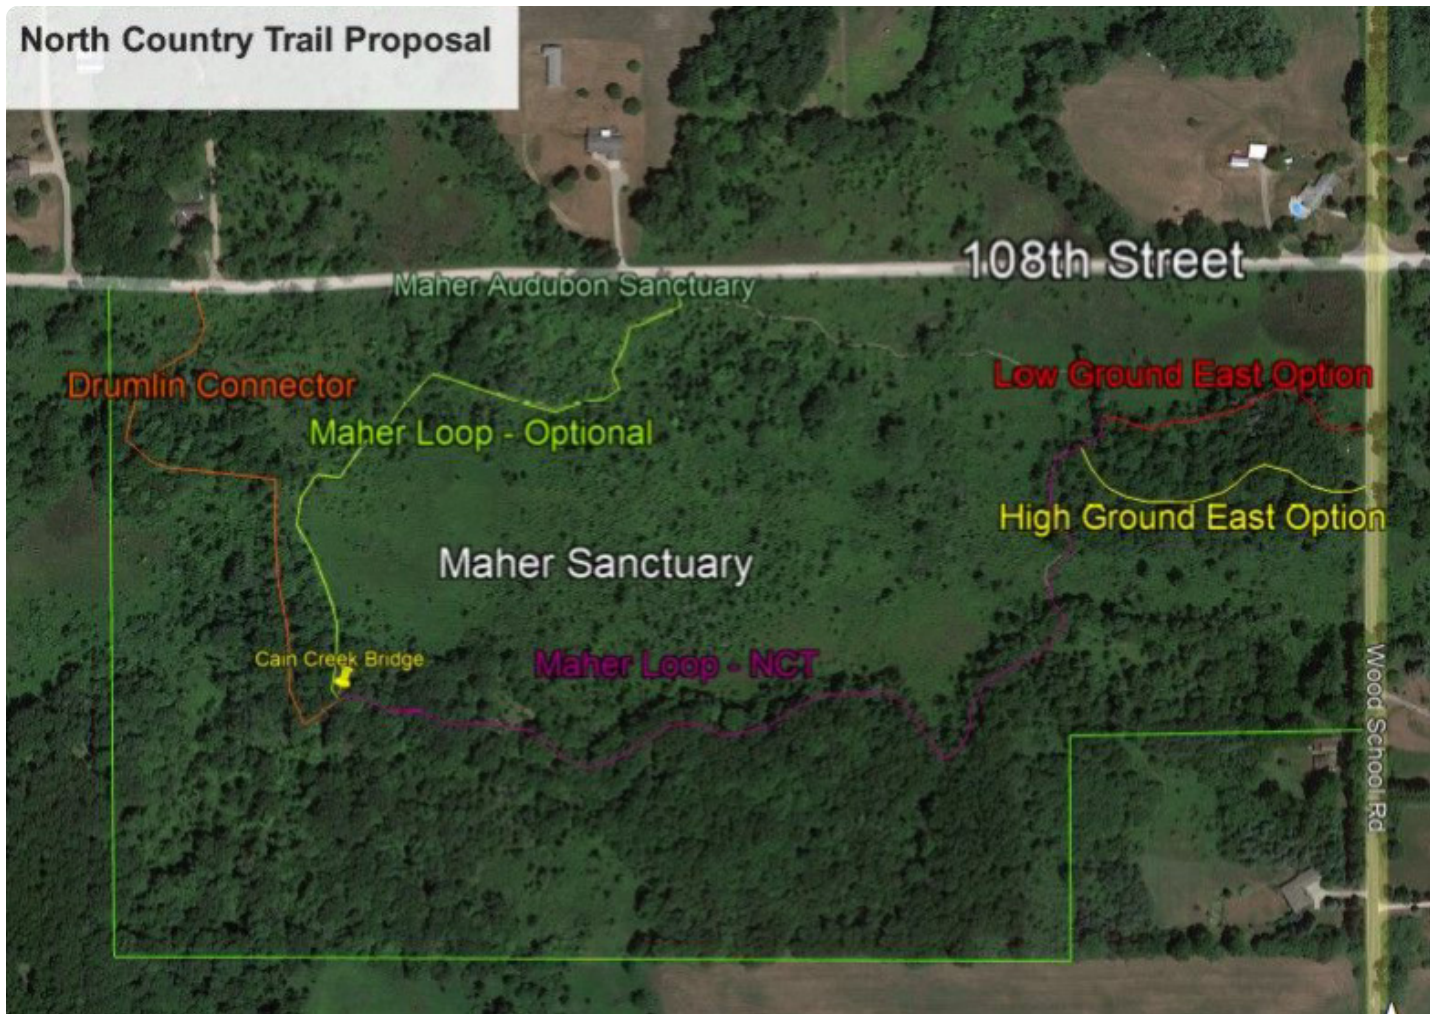 North Country Trail Proposal
108th Street
Maher Audubon Sanctuary
Low Ground East Option
Drumlin Connector
Maher Loop - Optional
High Ground East Option
Maher Sanctuary
Cain Creek Bridge
Maher Loop - NCT
Wood School Rd